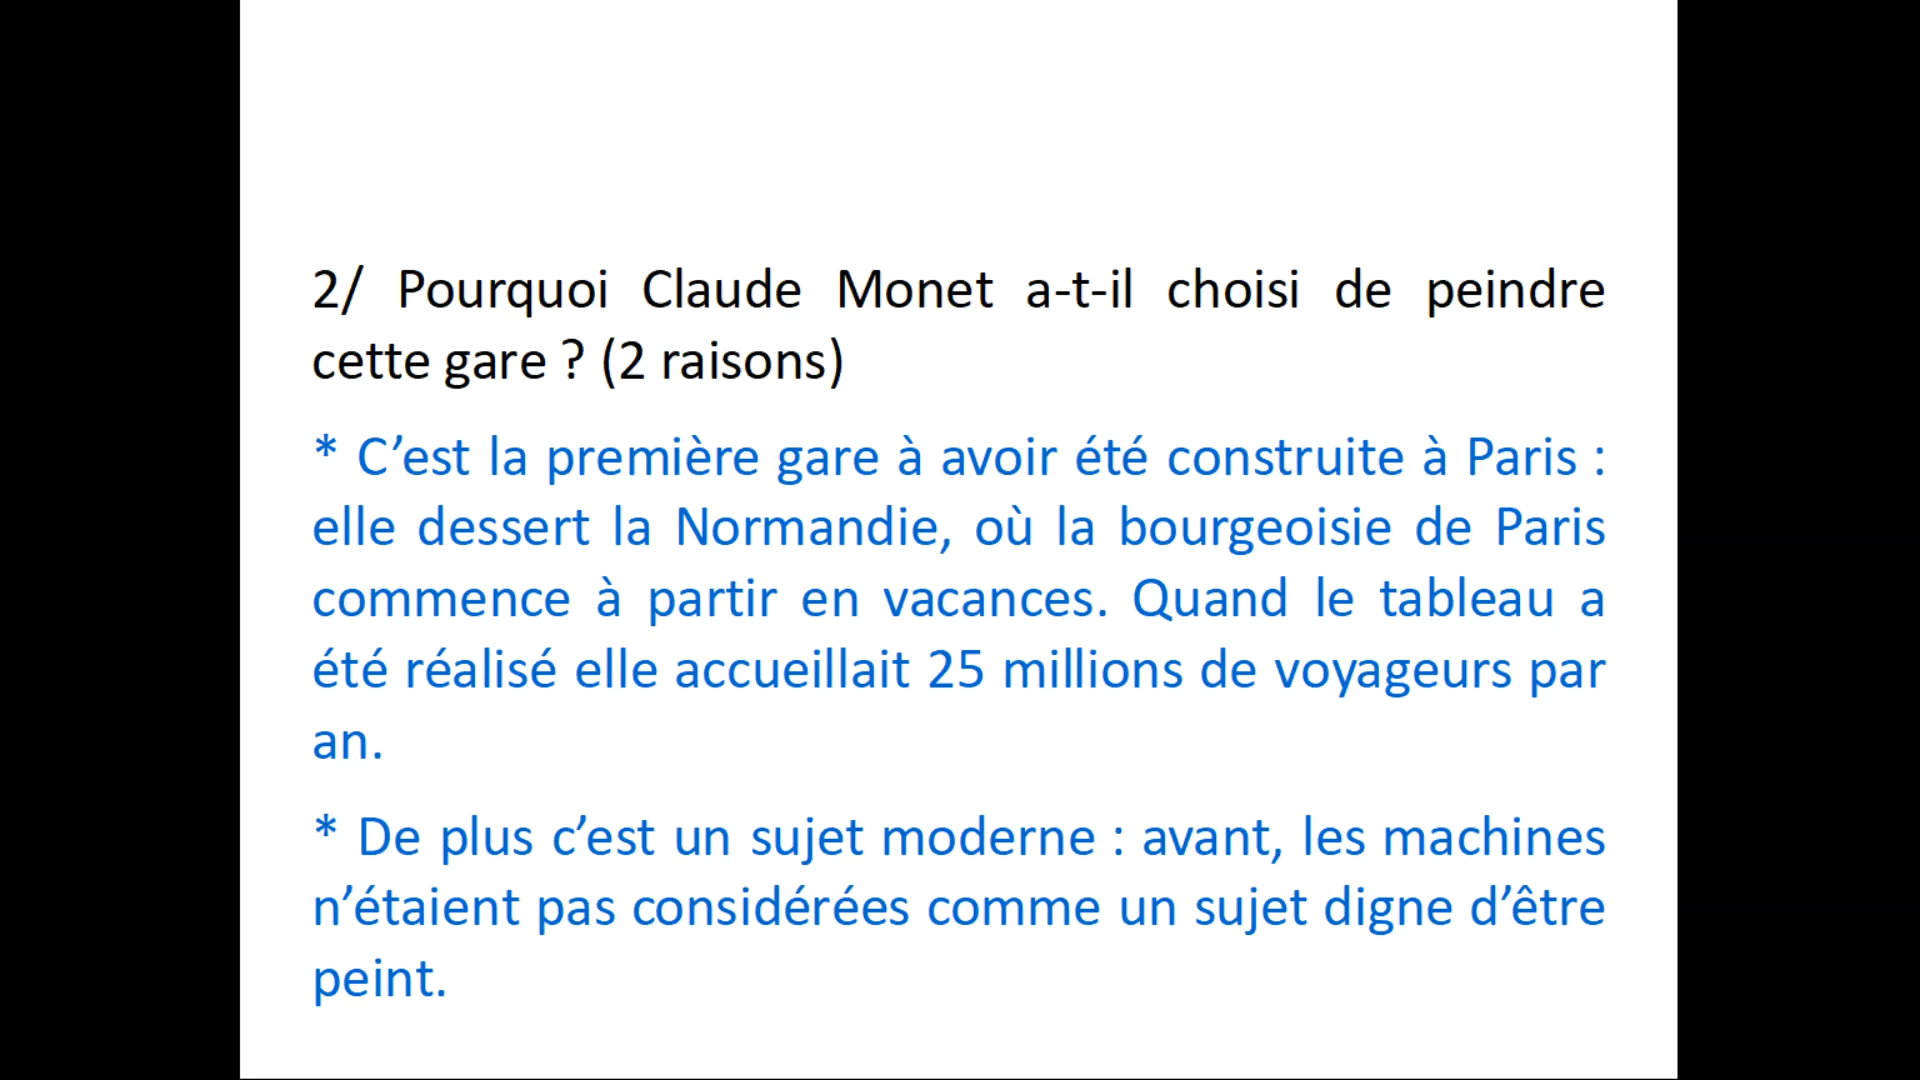 2/ Pourquoi Claude Monet a-t-il choisi de peindre
cette gare ? (2 raisons)
* C’est la première gare à avoir été construite à Paris :
elle dessert la Normandie, où la bourgeoisie de Paris
commence à partir en vacances. Quand le tableau a
été réalisé elle accueillait 25 millions de voyageurs par
an.
* De plus c’est un sujet moderne : avant, les machines
n’étaient pas considérées comme un sujet digne d’être
peint.